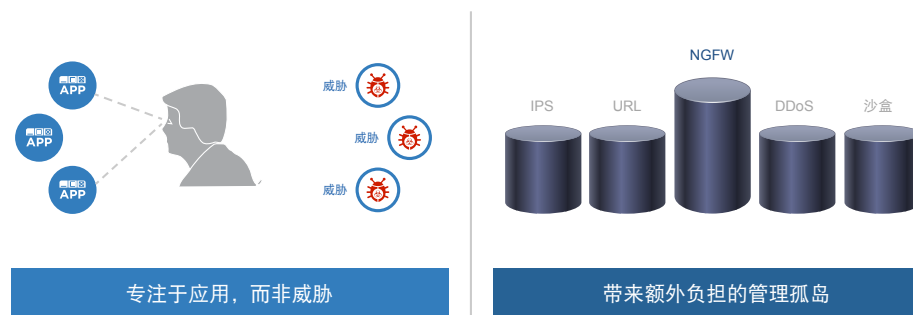 APP
APP
APP
威胁
威胁
威胁
专注于应用，而非威胁
NGFW
IPS
URL
DDoS
沙盒
带来额外负担的管理孤岛